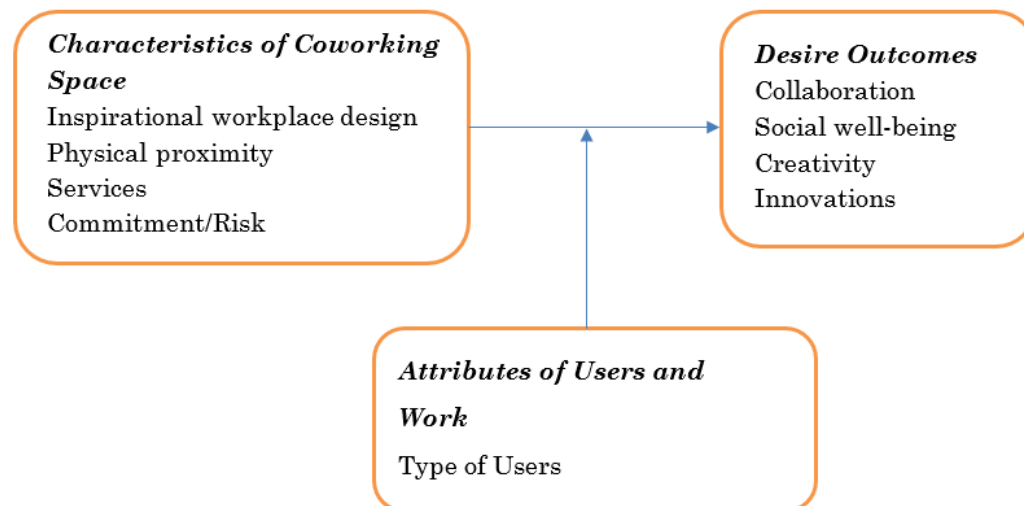 Characteristics of Coworking
Space
Inspirational workplace design
Physical proximity
Services
Commitment/Risk
Desire Outcomes
Collaboration
Social well-being
Creativity
Innovations
Attributes of Users and
Work
Type of Users